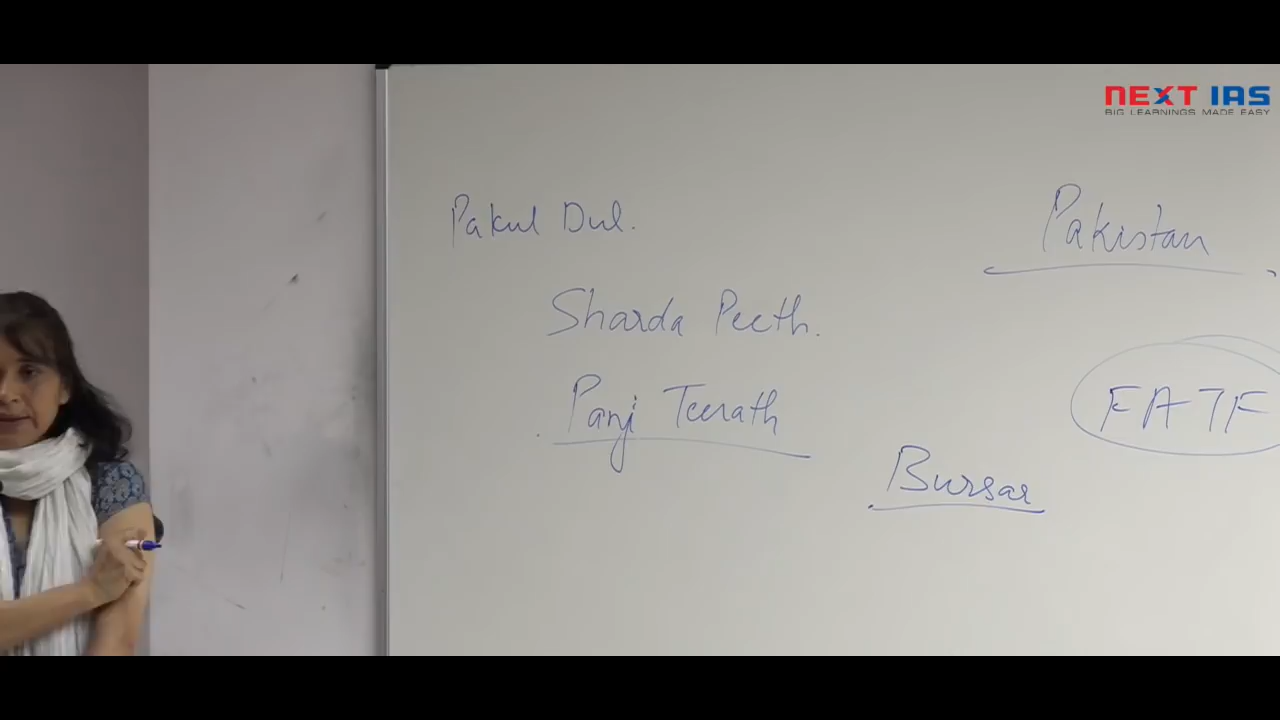 NEXT IAS
BIG LEARNINGS MADE EASY
Pakul Dul.
Pakistan
Sharda Peeth.
Panj Teerath
FATF
Bursar